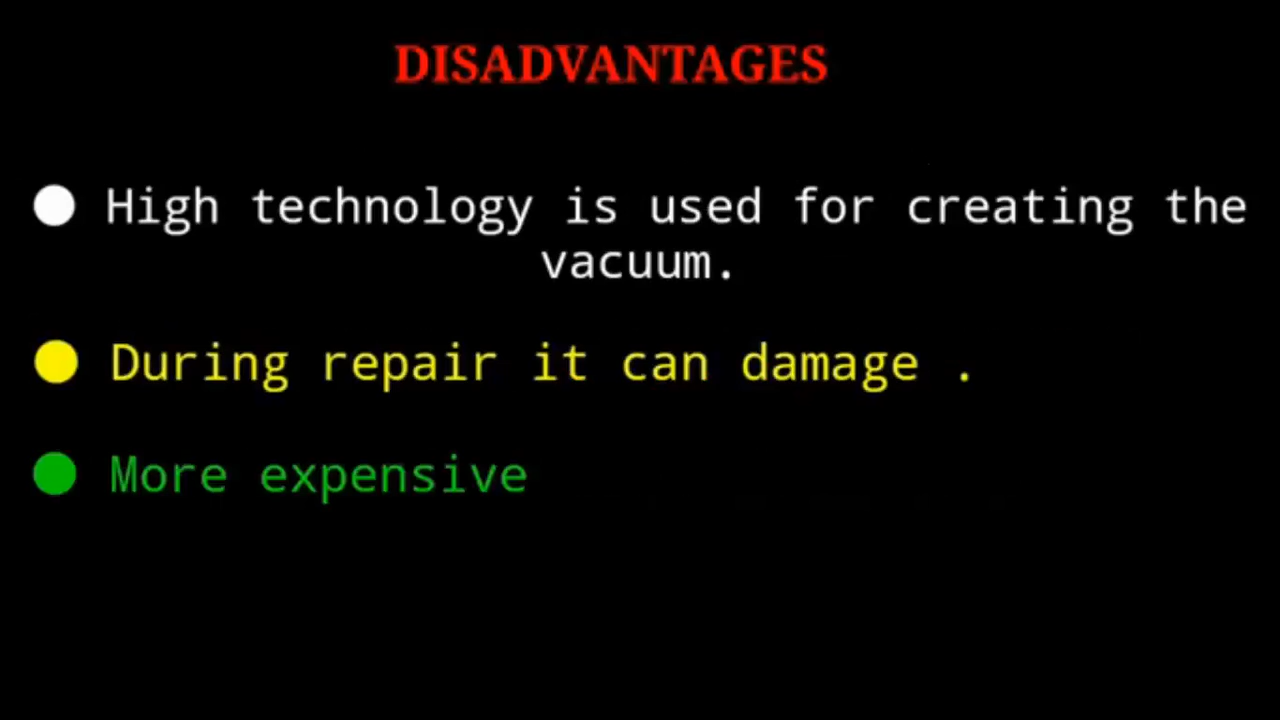 DISADVANTAGES
High technology is used for creating the
vacuum.
During repair it can damage .
More expensive